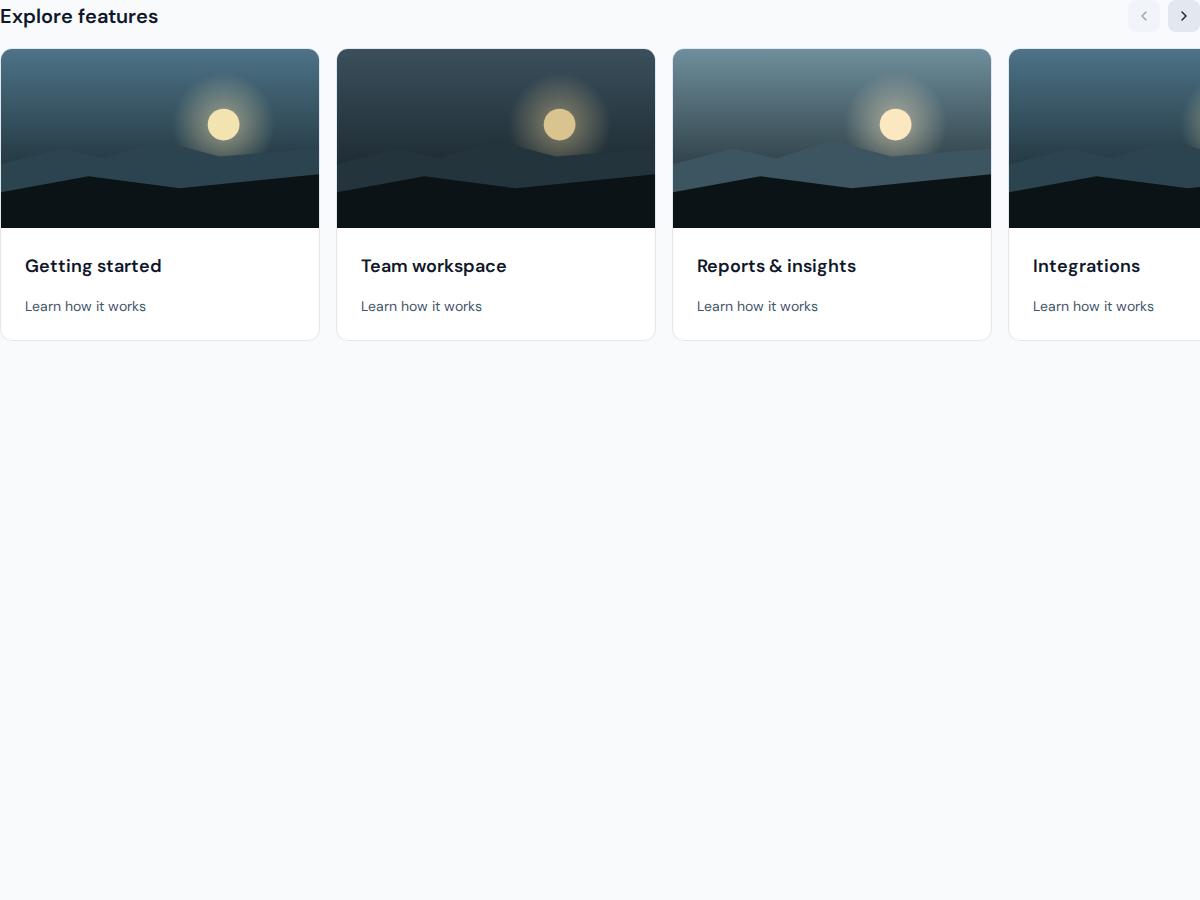 Explore features
Getting started
Learn how it works
Team workspace
Learn how it works
Reports & insights
Learn how it works
Integrations
Learn how it works